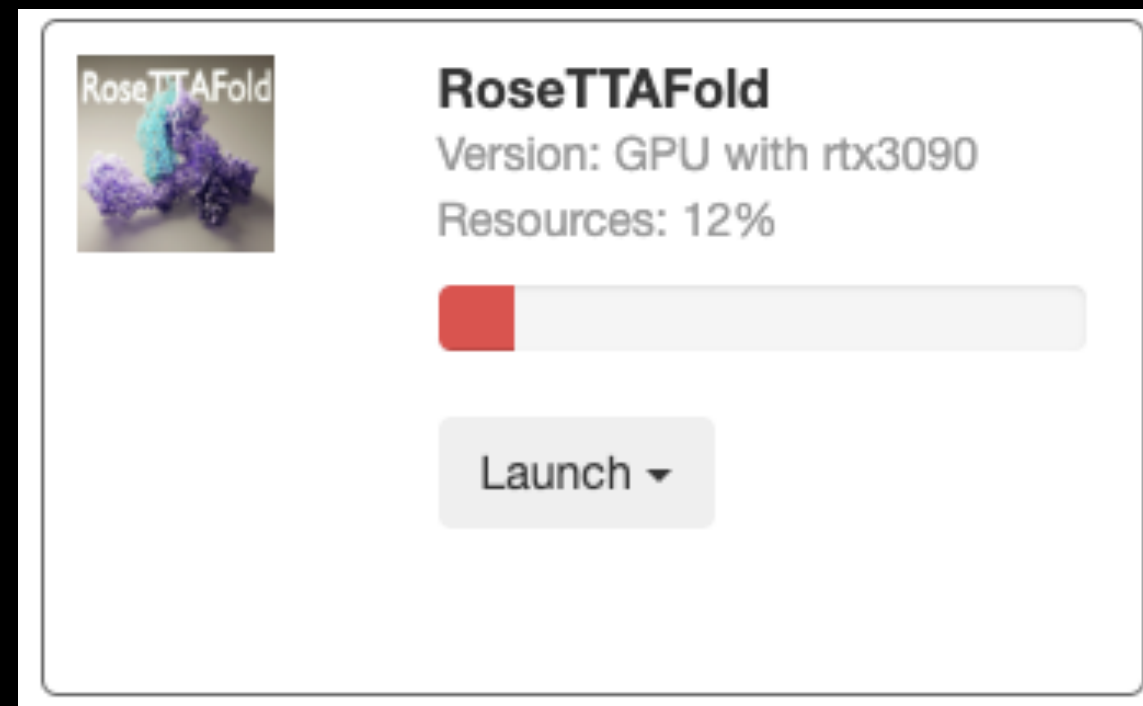 RoseTTAFold
RoseTTAFold
Version: GPU with rtx3090
Resources: 12%
Launch